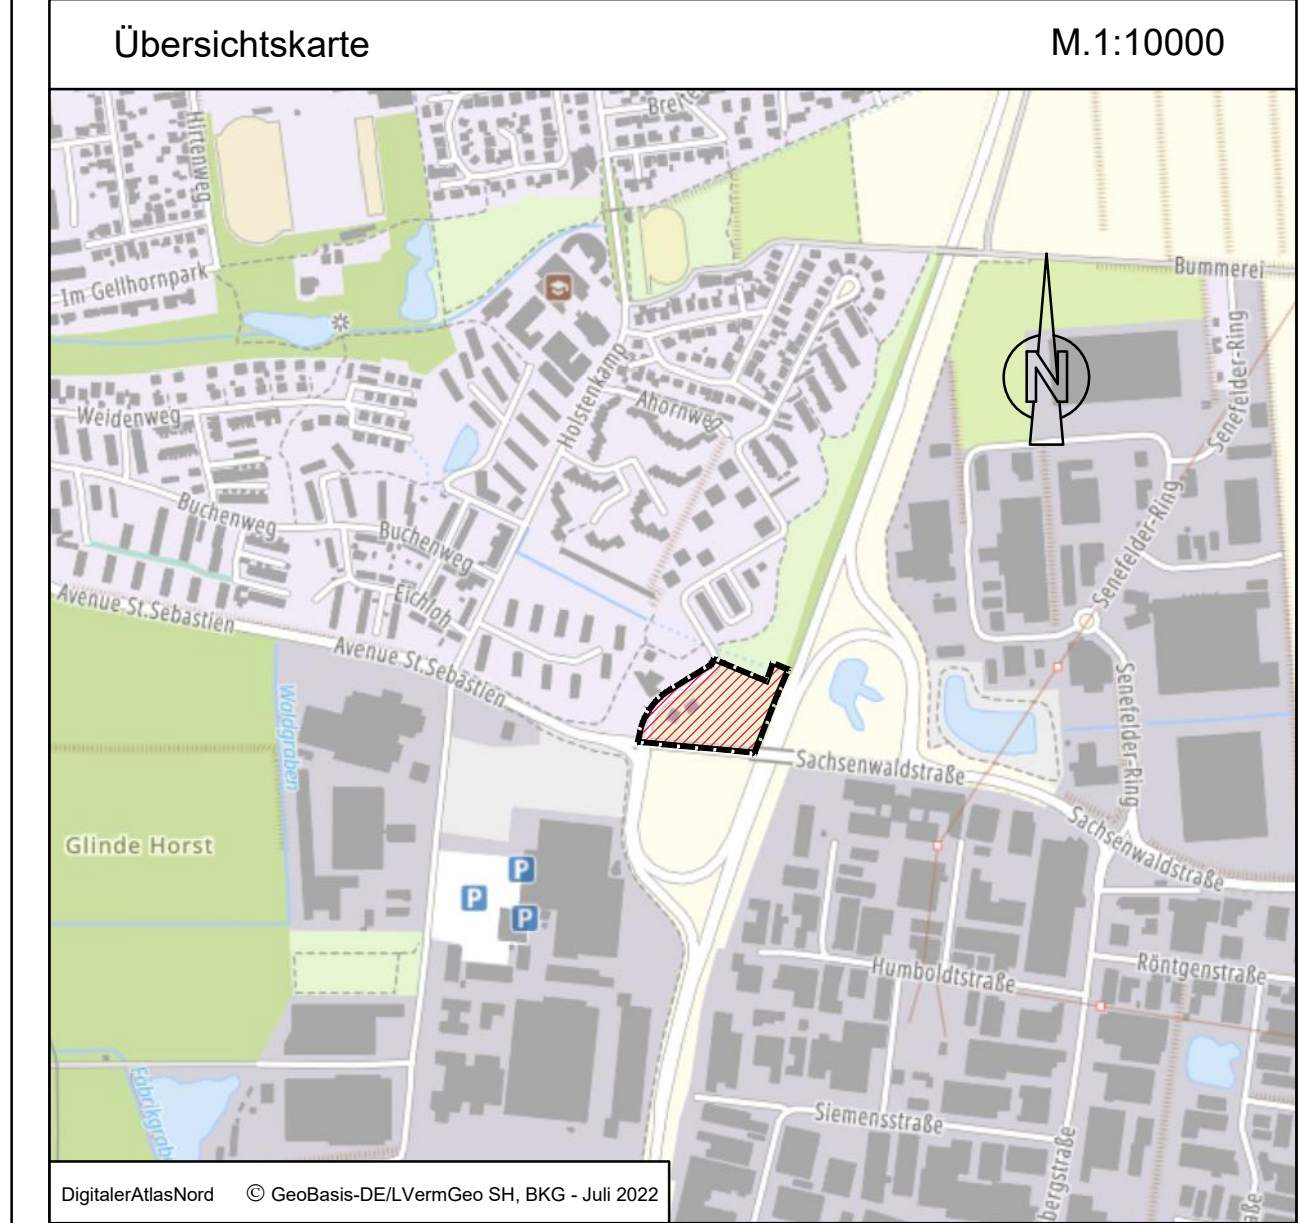 Übersichtskarte
M.1:10000
Hirtenweg
Im Gellhornpark
Bummerei
Senefelder-Ring
Weidenweg
Holstenkamp
Ahornweg
Buchenweg
Buchenweg
Senefelder-Ring
Eichloh
Avenue St.Sebastien
Avenue St.Sebastien
Waldgraben
Senefelder-Ring
Sachsenwaldstraße
Sachsenwaldstraße
Glinde Horst
P
P
P
Humboldtstraße
Röntgenstraße
Siemensstraße
N
DigitalerAtlasNord © GeoBasis-DE/LVermGeo SH, BKG - Juli 2022